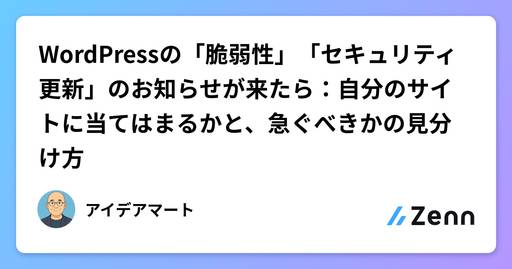 WordPressの「脆弱性」「セキュリティ
更新」のお知らせが来たら：自分のサイ
トに当てはまるかと、急ぐべきかの見分
け方
アイデアマート
Zenn